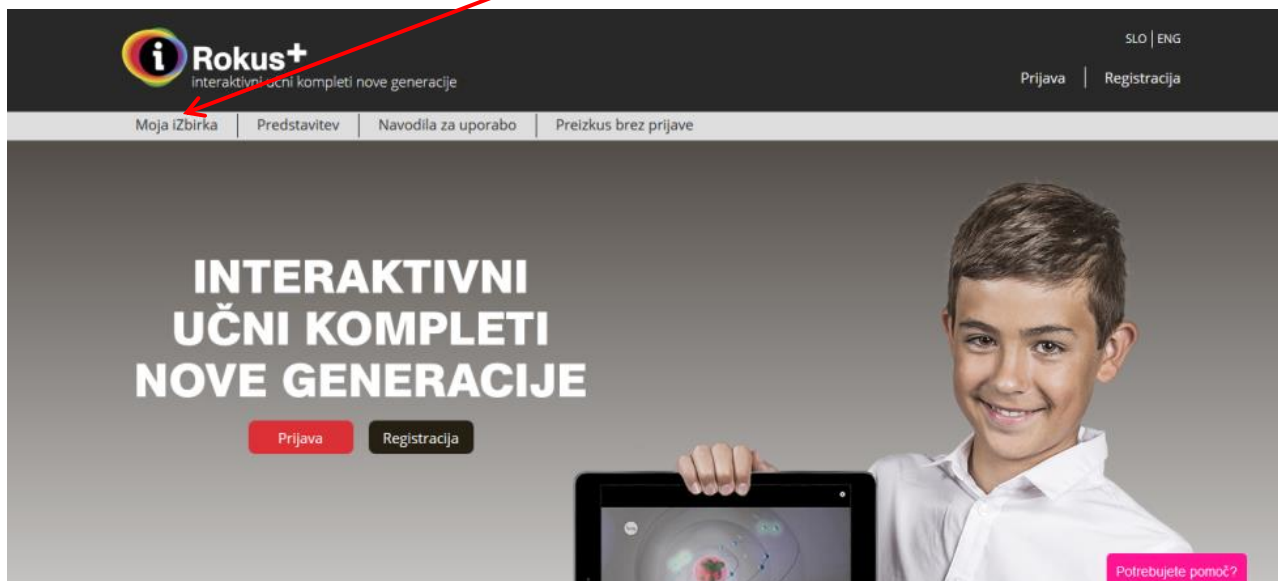 SLO | ENG
i Rokus+
interaktivni učni kompleti nove generacije
Prijava | Registracija
Moja iZbirka | Predstavitev | Navodila za uporabo | Preizkus brez prijave
INTERAKTIVNI
UČNI KOMPLETI
NOVE GENERACIJE
Prijava Registracija
Potrebujete pomoč?